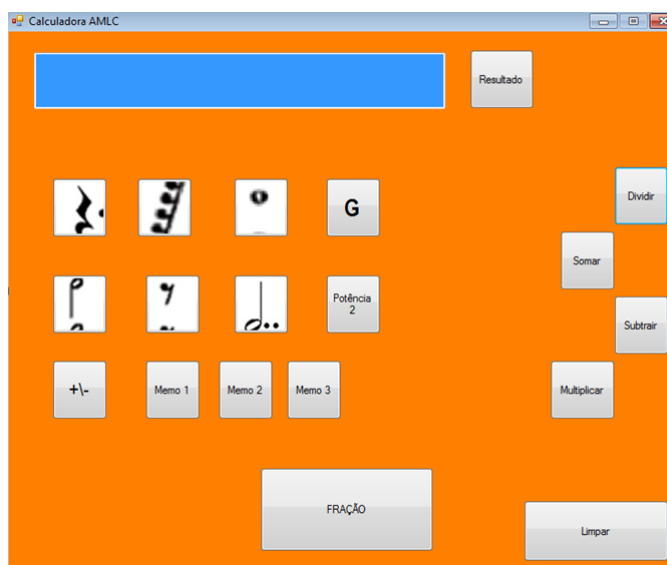 Calculadora AMLC
Resultado
G
Dividir
Somar
Potência
2
Subtrair
+\-
Memo 1
Memo 2
Memo 3
Multiplicar
FRAÇÃO
Limpar